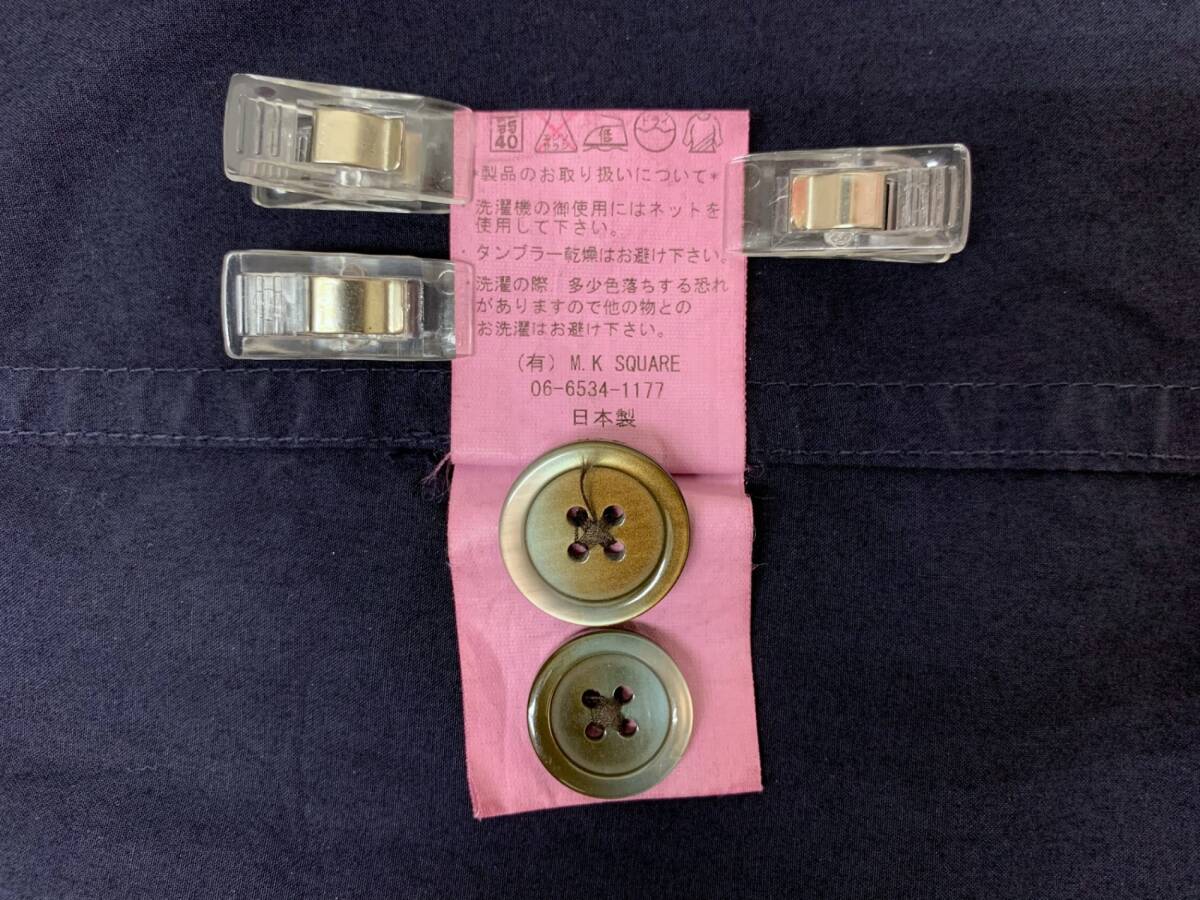 40
低
ドライ
*製品のお取り扱いについて*
洗濯機の御使用にはネットを
使用して下さい。
・タンブラー乾燥はお避け下さい。
・洗濯の際 多少色落ちする恐れ
がありますので他の物との
お洗濯はお避け下さい。
(有) M.K SQUARE
06-6534-1177
日本製